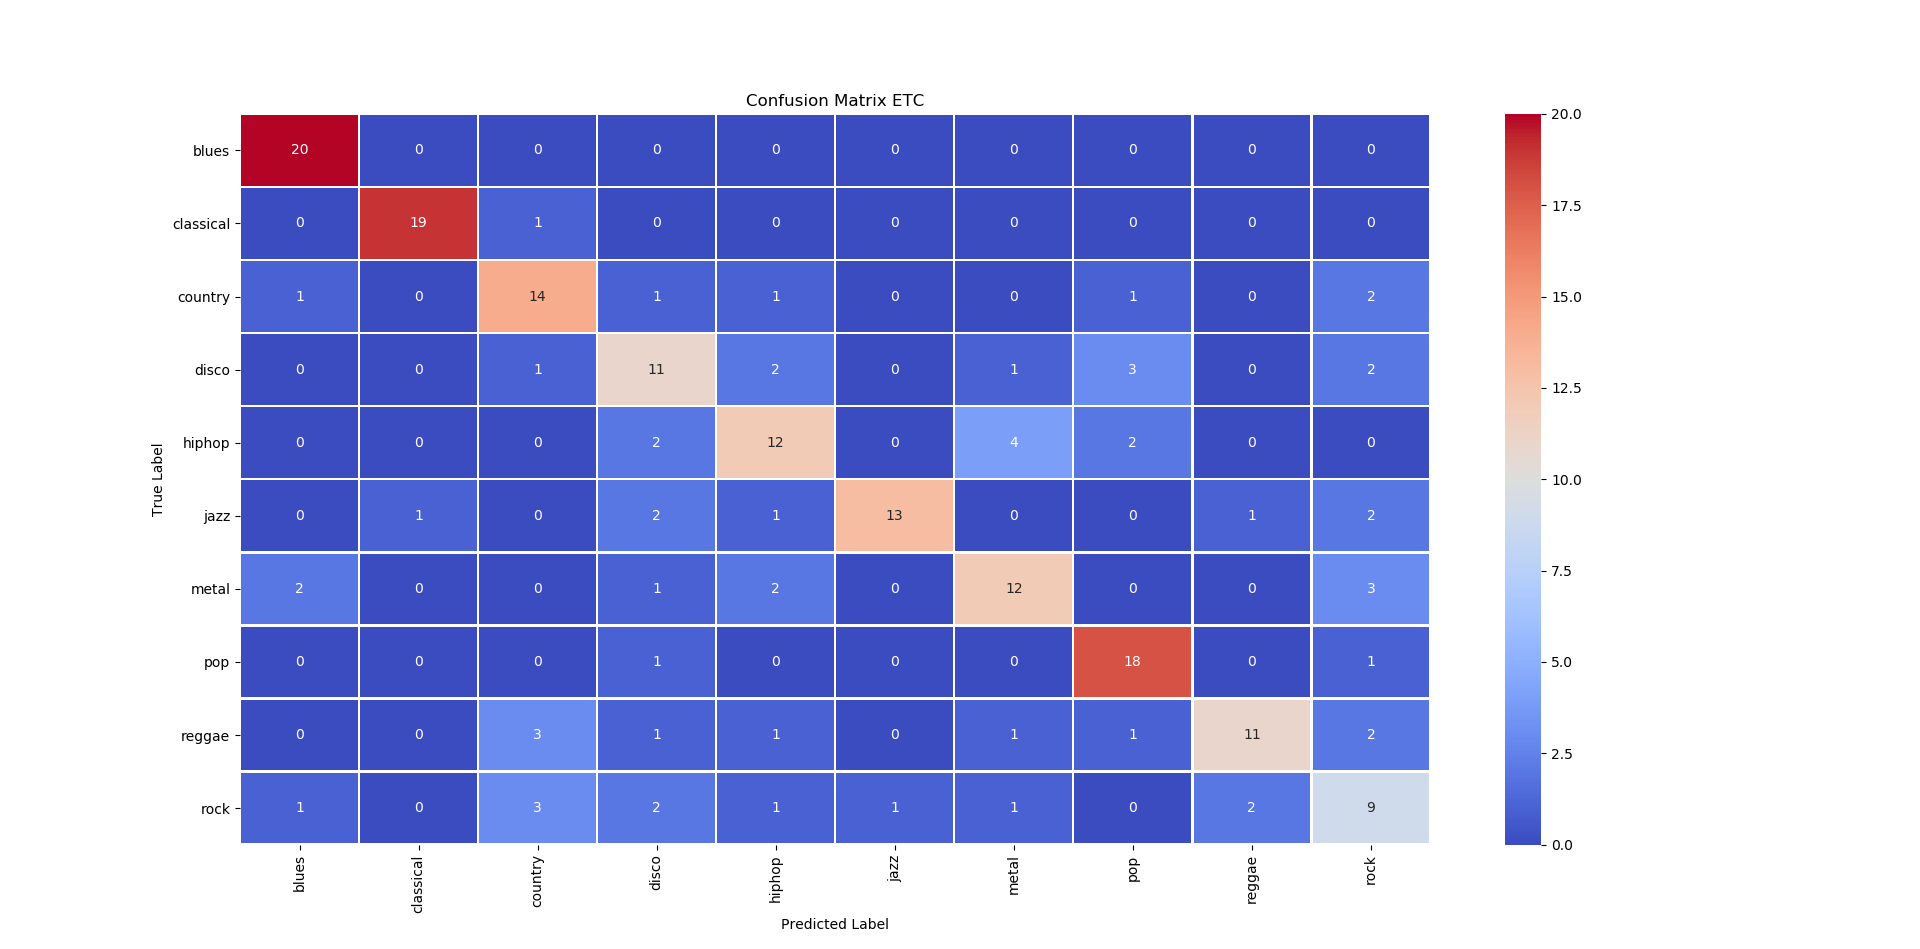 Confusion Matrix ETC
True Label
blues 20 0 0 0 0 0 0 0 0 0
classical 0 19 1 0 0 0 0 0 0 0
country 1 0 14 1 1 0 0 1 0 2
disco 0 0 1 11 2 0 1 3 0 2
hiphop 0 0 0 2 12 0 4 2 0 0
jazz 0 1 0 2 1 13 0 0 1 2
metal 2 0 0 1 2 0 12 0 0 3
pop 0 0 0 1 0 0 0 18 0 1
reggae 0 0 3 1 1 0 1 1 11 2
rock 1 0 3 2 1 1 1 0 2 9
blues classical country disco hiphop jazz metal pop reggae rock
Predicted Label
20.0
17.5
15.0
12.5
10.0
7.5
5.0
2.5
0.0